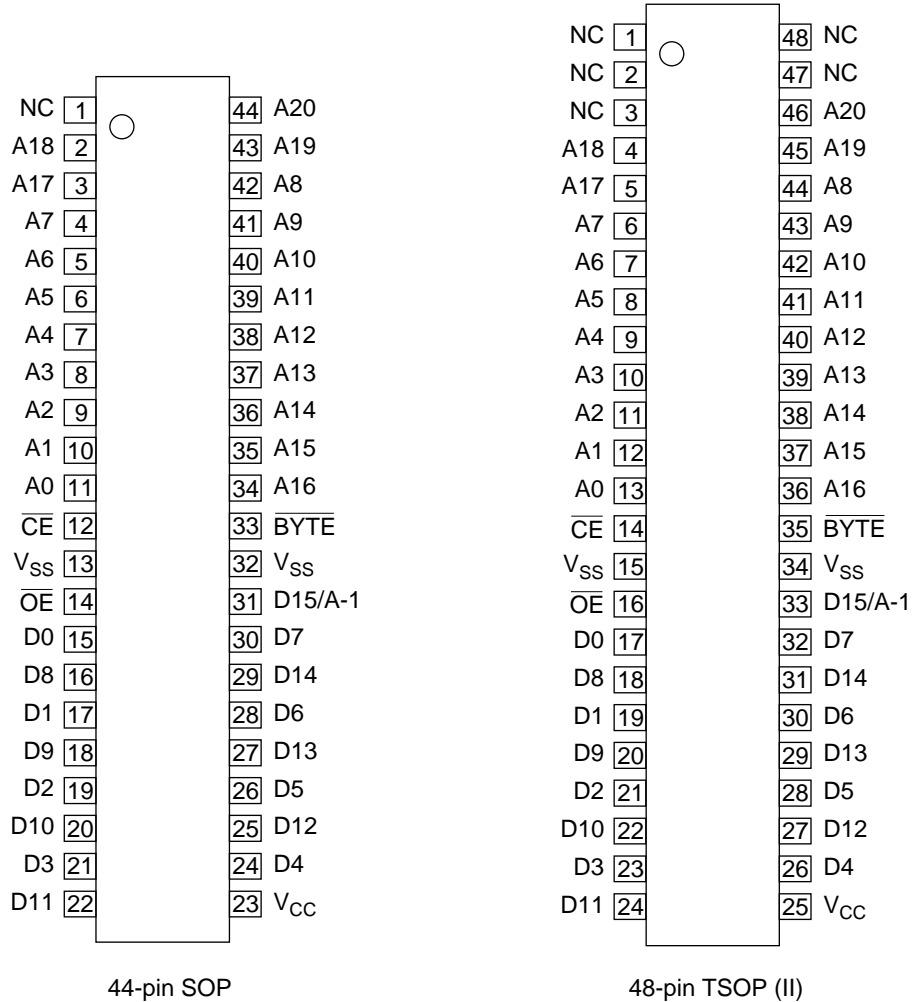 NC 1 44 A20
A18 2 43 A19
A17 3 42 A8
A7 4 41 A9
A6 5 40 A10
A5 6 39 A11
A4 7 38 A12
A3 8 37 A13
A2 9 36 A14
A1 10 35 A15
A0 11 34 A16
C̅E̅ 12 33 B̅Y̅T̅E̅
VSS 13 32 VSS
O̅E̅ 14 31 D15/A-1
D0 15 30 D7
D8 16 29 D14
D1 17 28 D6
D9 18 27 D13
D2 19 26 D5
D10 20 25 D12
D3 21 24 D4
D11 22 23 VCC
44-pin SOP
NC 1 48 NC
NC 2 47 NC
NC 3 46 A20
A18 4 45 A19
A17 5 44 A8
A7 6 43 A9
A6 7 42 A10
A5 8 41 A11
A4 9 40 A12
A3 10 39 A13
A2 11 38 A14
A1 12 37 A15
A0 13 36 A16
C̅E̅ 14 35 B̅Y̅T̅E̅
VSS 15 34 VSS
O̅E̅ 16 33 D15/A-1
D0 17 32 D7
D8 18 31 D14
D1 19 30 D6
D9 20 29 D13
D2 21 28 D5
D10 22 27 D12
D3 23 26 D4
D11 24 25 VCC
48-pin TSOP (II)